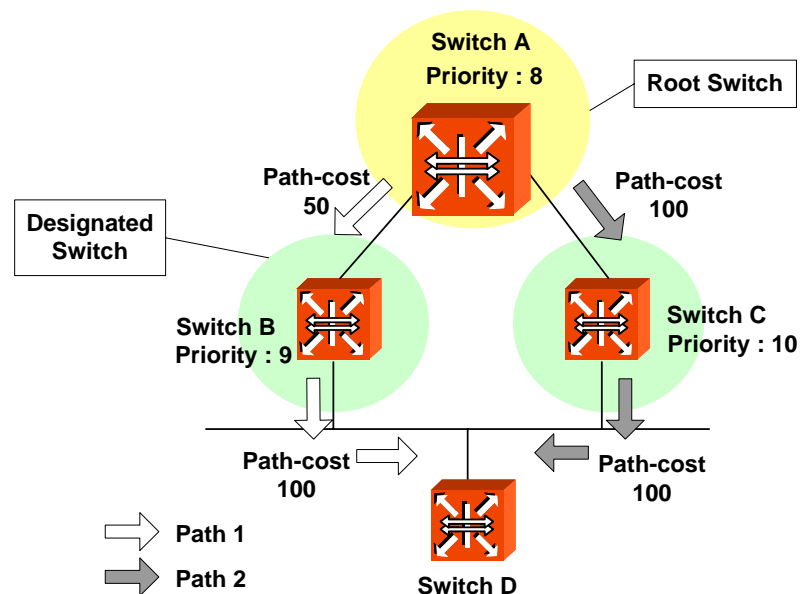 Switch A
Priority : 8
Root Switch
Path-cost
50
Path-cost
100
Designated
Switch
Switch B
Priority : 9
Switch C
Priority : 10
Path-cost
100
Path-cost
100
Path 1
Path 2
Switch D